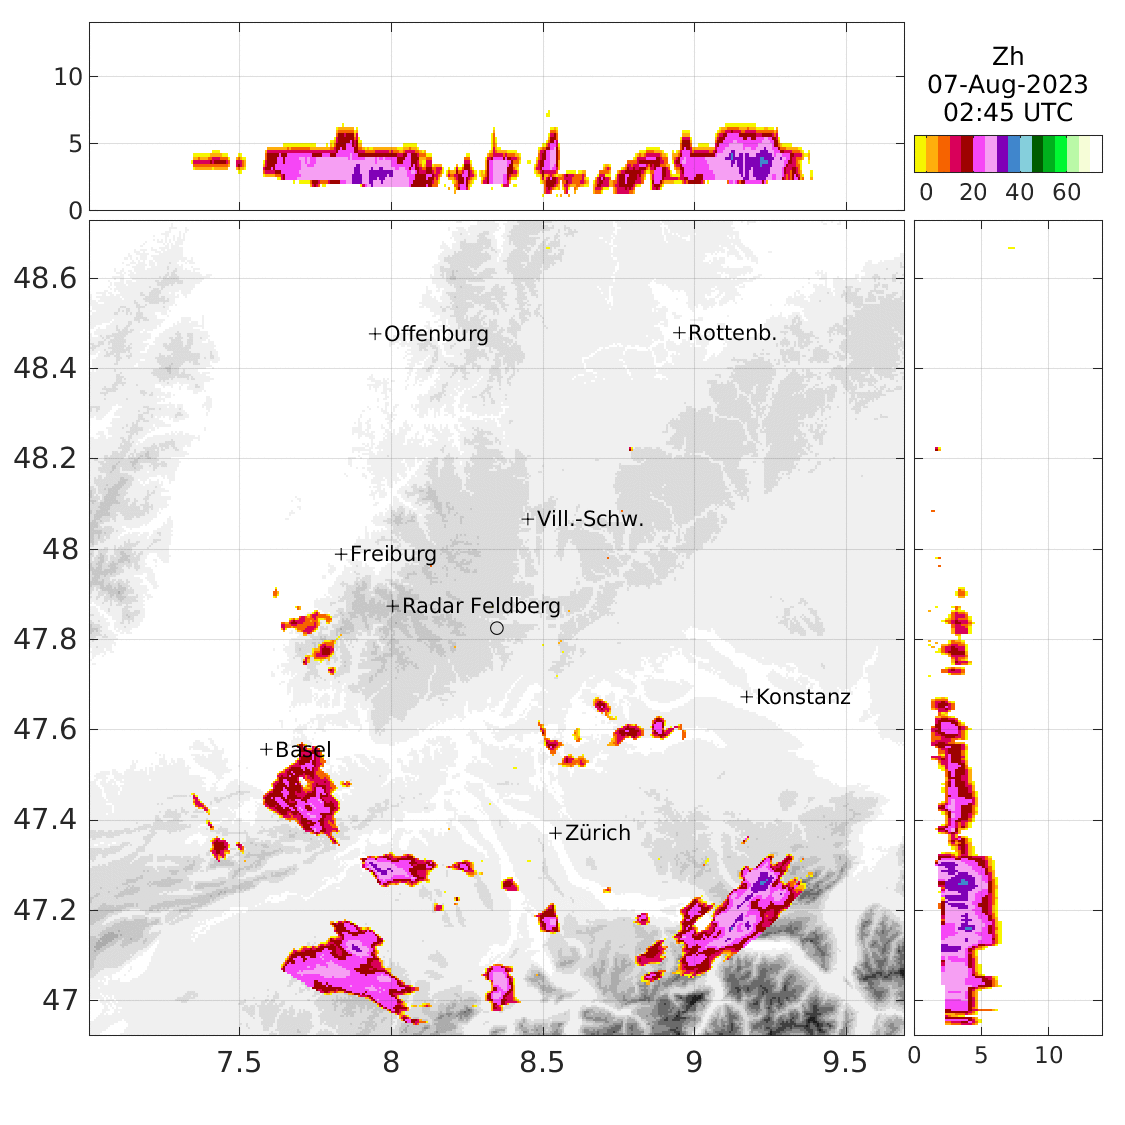 10
5
0
Zh
07-Aug-2023
02:45 UTC
0 20 40 60
48.6
48.4
48.2
48
47.8
47.6
47.4
47.2
47
+Offenburg
+Rottenb.
+Vill.-Schw.
+Freiburg
+Radar Feldberg
+Konstanz
+Basel
+Zürich
7.5 8 8.5 9 9.5
0 5 10